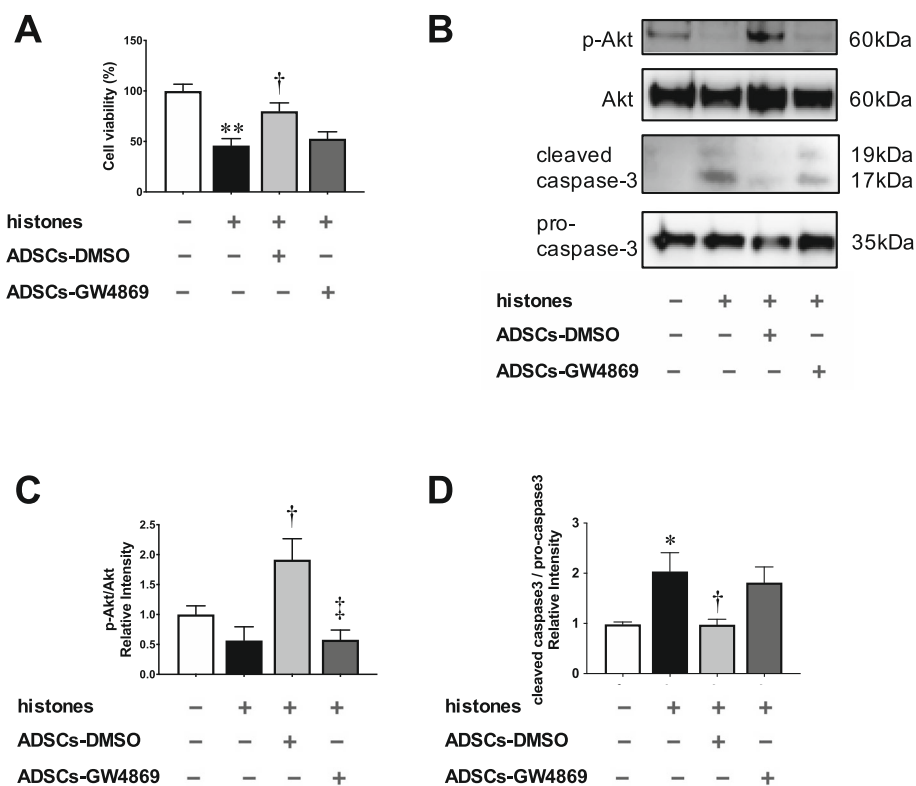 A
Cell viability (%)
150
100
50
0
**
†
histones − + + +
ADSCs-DMSO − − + −
ADSCs-GW4869 − − − +
B
p-Akt 60kDa
Akt 60kDa
cleaved 19kDa
caspase-3 17kDa
pro-
caspase-3 35kDa
histones − + + +
ADSCs-DMSO − − + −
ADSCs-GW4869 − − − +
C
p-Akt/Akt
Relative Intensity
2.5
2.0
1.5
1.0
0.5
0.0
†
‡
histones − + + +
ADSCs-DMSO − − + −
ADSCs-GW4869 − − − +
D
cleaved caspase3 / pro-caspase3
Relative Intensity
3
2
1
0
*
†
histones − + + +
ADSCs-DMSO − − + −
ADSCs-GW4869 − − − +